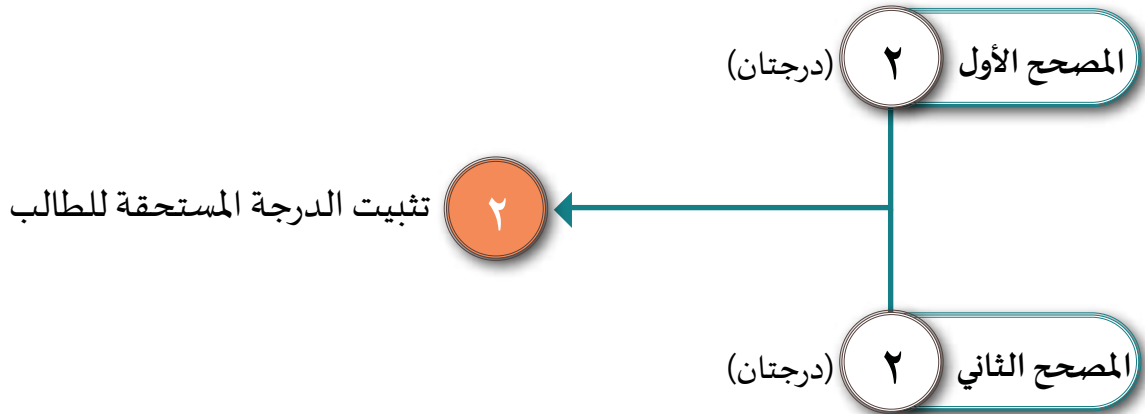 المصحح الأول ٢ (درجتان)
٢ تثبيت الدرجة المستحقة للطالب
المصحح الثاني ٢ (درجتان)